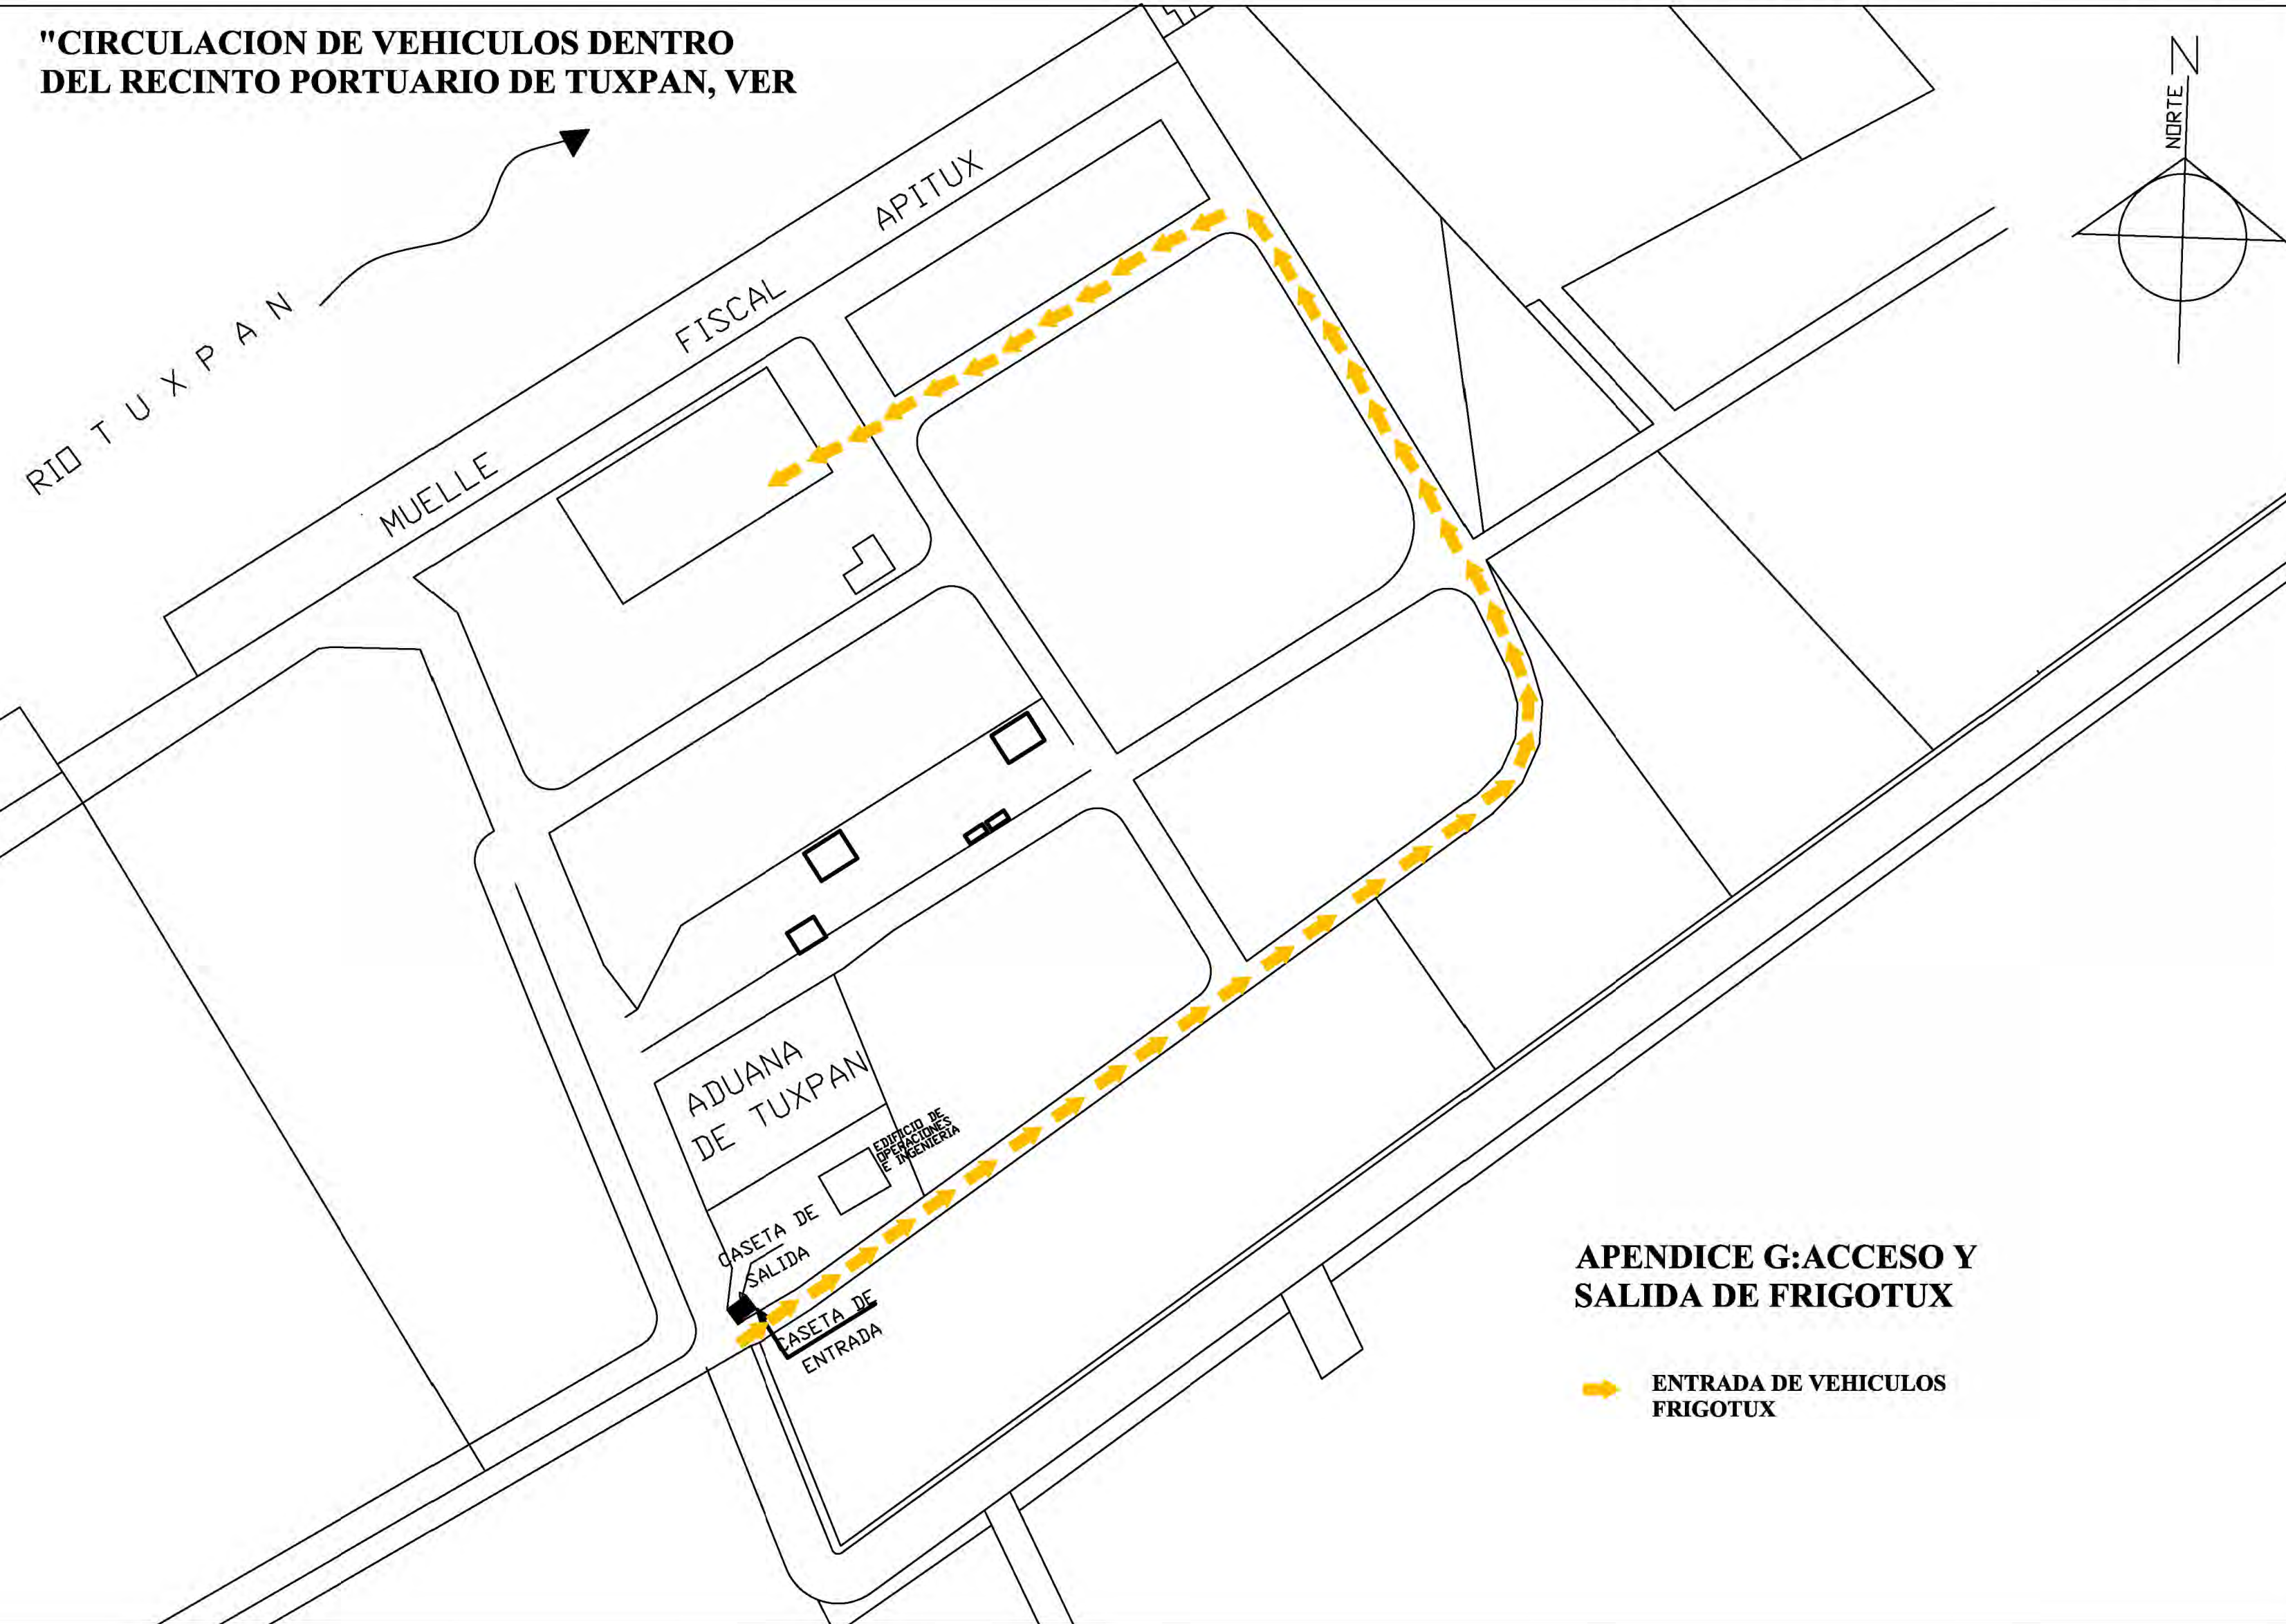 "CIRCULACION DE VEHICULOS DENTRO
DEL RECINTO PORTUARIO DE TUXPAN, VER
N
NORTE
RIO TUXPAN
MUELLE FISCAL APITUX
ADUANA
DE TUXPAN
EDIFICIO DE
OPERACIONES
E INGENIERIA
CASETA DE
SALIDA
CASETA DE
ENTRADA
APENDICE G:ACCESO Y
SALIDA DE FRIGOTUX
ENTRADA DE VEHICULOS
FRIGOTUX